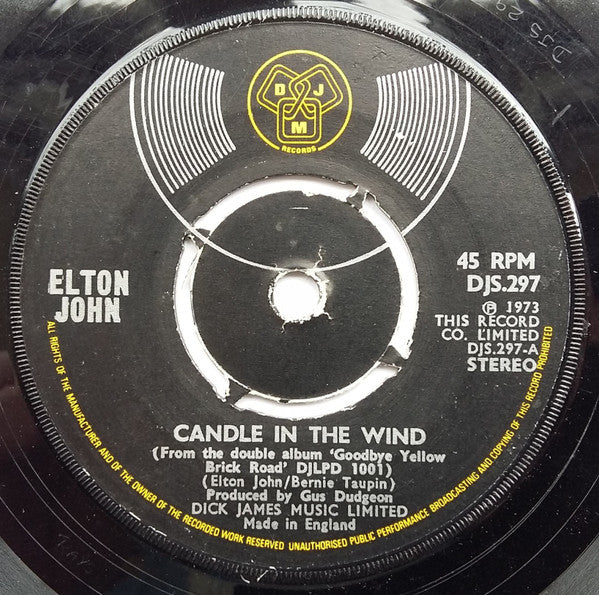 D J
M
RECORDS
ELTON
JOHN
45 RPM
DJS.297
Ⓟ 1973
THIS RECORD
CO. LIMITED
DJS.297-A
STEREO
CANDLE IN THE WIND
(From the double album 'Goodbye Yellow
Brick Road' DJLPD 1001)
(Elton John/Bernie Taupin)
Produced by Gus Dudgeon
DICK JAMES MUSIC LIMITED
Made in England
ALL RIGHTS OF THE MANUFACTURER AND OF THE OWNER OF THE RECORDED WORK RESERVED UNAUTHORISED PUBLIC PERFORMANCE BROADCASTING AND COPYING OF THIS RECORD PROHIBITED